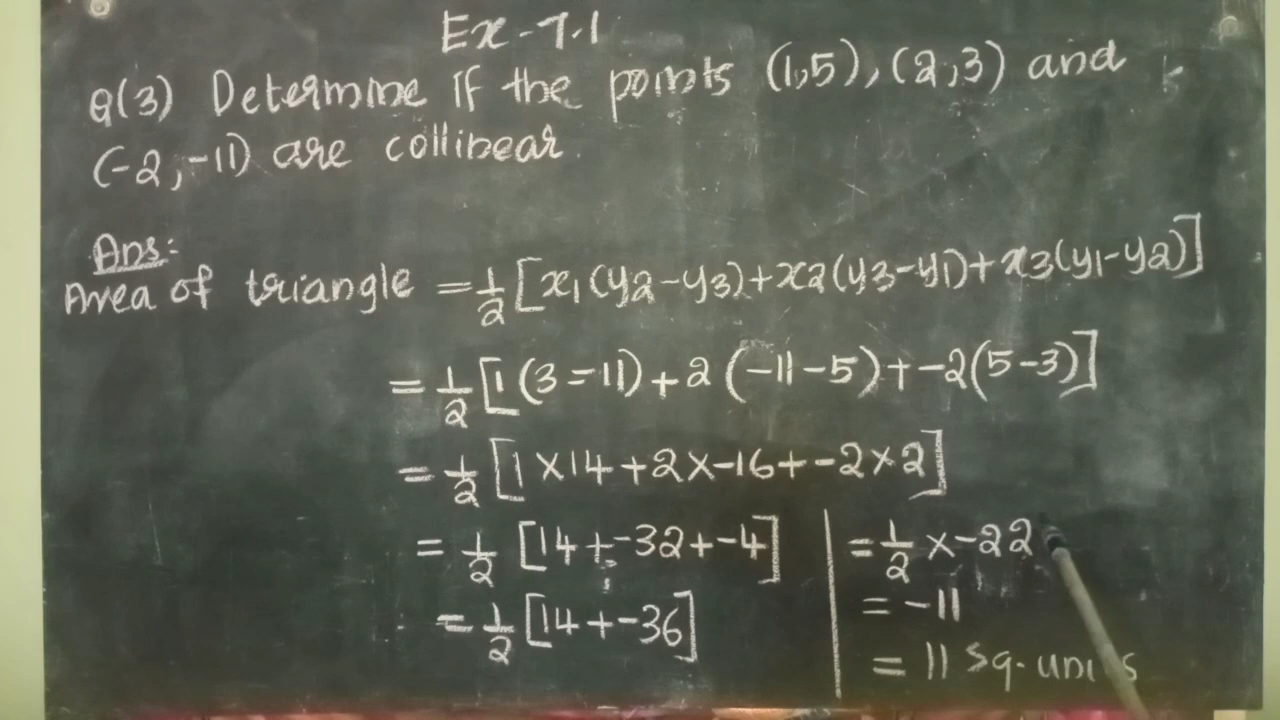 Ex-7.1
Q(3) Determine If the points (1,5), (2,3) and
(-2,-11) are collinear.
Ans:
Area of triangle = 1/2 [x1(y2-y3)+x2(y3-y1)+x3(y1-y2)]
= 1/2 [1(3--11)+2(-11-5)+-2(5-3)]
= 1/2 [1×14+2×-16+-2×2]
= 1/2 [14+-32+-4]
= 1/2 [14+-36]
= 1/2 ×-22
= -11
= 11 Sq.units